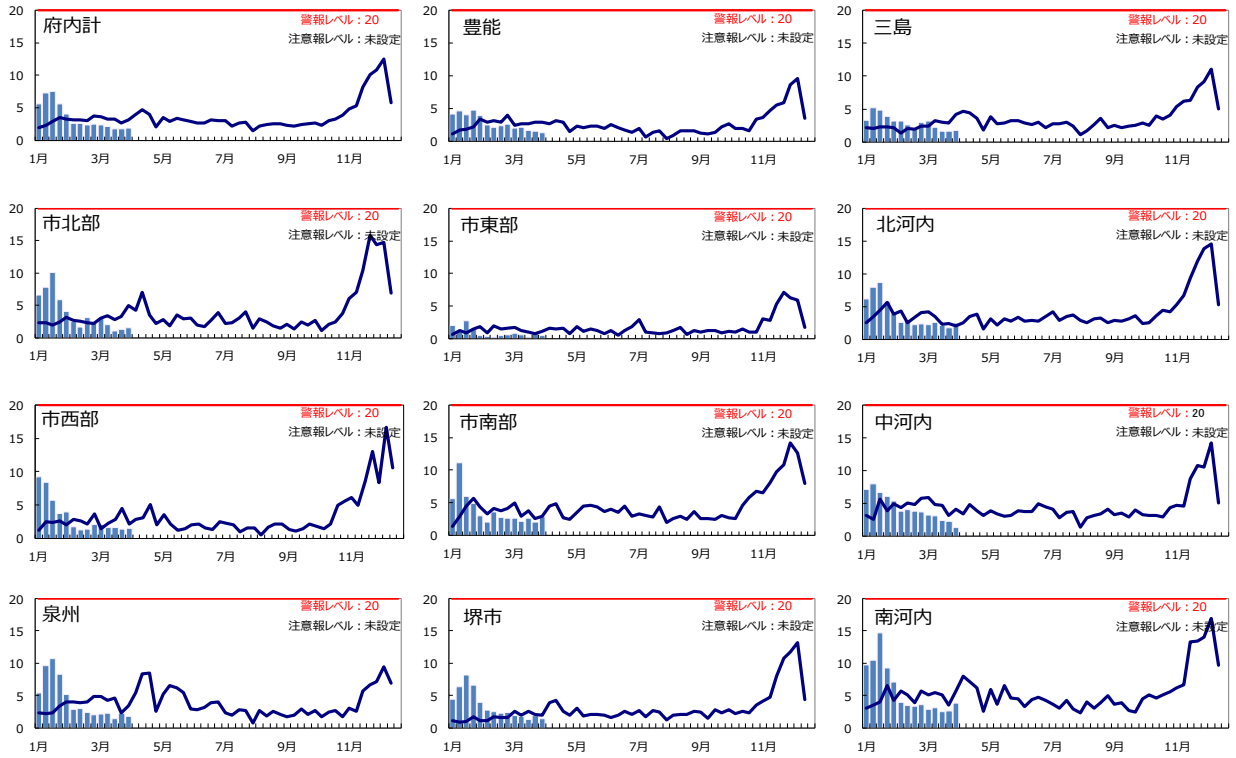 府内計
警報レベル：20
注意報レベル：未設定
20
15
10
5
0
1月 3月 5月 7月 9月 11月
豊能
警報レベル：20
注意報レベル：未設定
20
15
10
5
0
1月 3月 5月 7月 9月 11月
三島
警報レベル：20
注意報レベル：未設定
20
15
10
5
0
1月 3月 5月 7月 9月 11月
市北部
警報レベル：20
注意報レベル：未設定
20
15
10
5
0
1月 3月 5月 7月 9月 11月
市東部
警報レベル：20
注意報レベル：未設定
20
15
10
5
0
1月 3月 5月 7月 9月 11月
北河内
警報レベル：20
注意報レベル：未設定
20
15
10
5
0
1月 3月 5月 7月 9月 11月
市西部
警報レベル：20
注意報レベル：未設定
20
15
10
5
0
1月 3月 5月 7月 9月 11月
市南部
警報レベル：20
注意報レベル：未設定
20
15
10
5
0
1月 3月 5月 7月 9月 11月
中河内
警報レベル：20
注意報レベル：未設定
20
15
10
5
0
1月 3月 5月 7月 9月 11月
泉州
警報レベル：20
注意報レベル：未設定
20
15
10
5
0
1月 3月 5月 7月 9月 11月
堺市
警報レベル：20
注意報レベル：未設定
20
15
10
5
0
1月 3月 5月 7月 9月 11月
南河内
警報レベル：20
注意報レベル：未設定
20
15
10
5
0
1月 3月 5月 7月 9月 11月